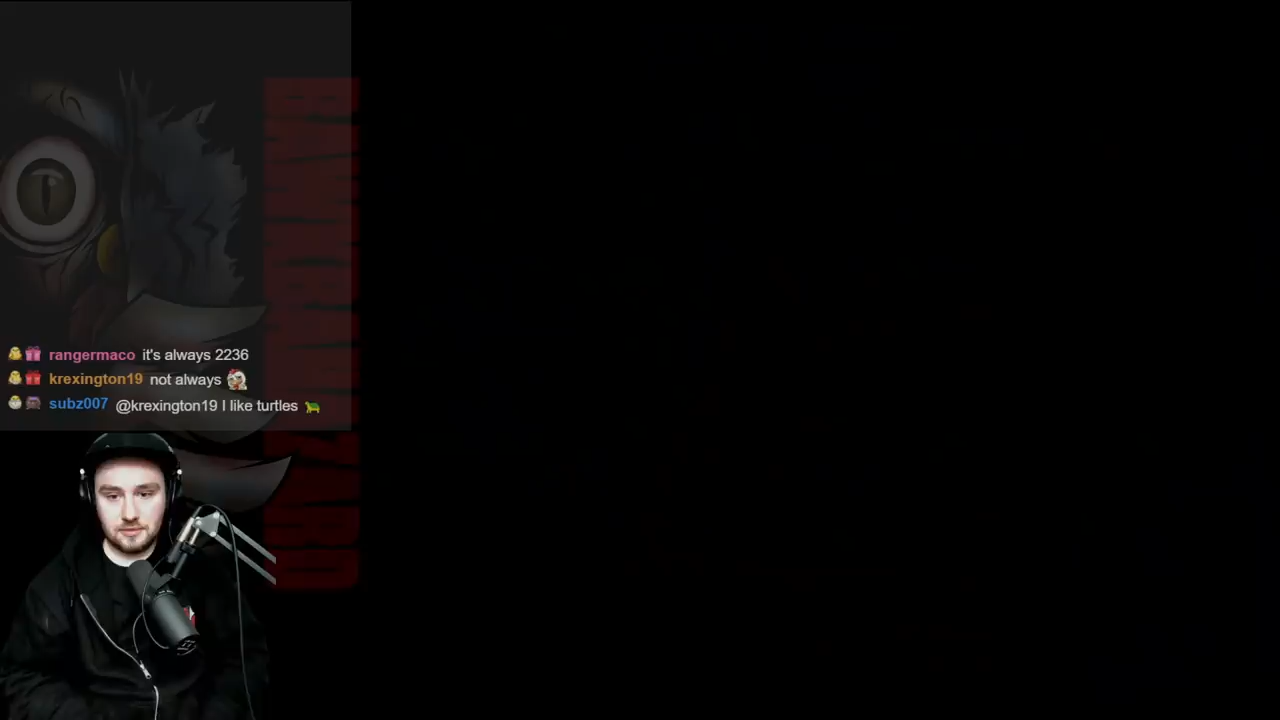 rangermaco it's always 2236
krexington19 not always
subz007 @krexington19 I like turtles